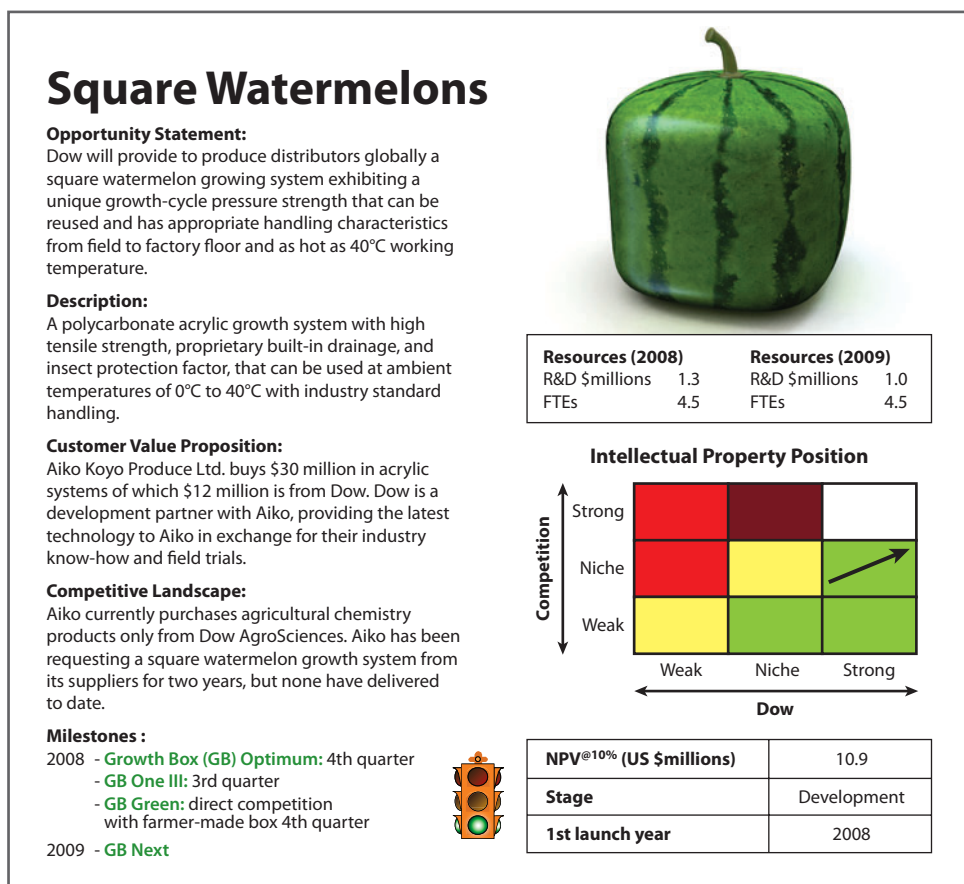 Square Watermelons
Opportunity Statement:
Dow will provide to produce distributors globally a
square watermelon growing system exhibiting a
unique growth-cycle pressure strength that can be
reused and has appropriate handling characteristics
from field to factory floor and as hot as 40°C working
temperature.
Description:
A polycarbonate acrylic growth system with high
tensile strength, proprietary built-in drainage, and
insect protection factor, that can be used at ambient
temperatures of 0°C to 40°C with industry standard
handling.
Customer Value Proposition:
Aiko Koyo Produce Ltd. buys $30 million in acrylic
systems of which $12 million is from Dow. Dow is a
development partner with Aiko, providing the latest
technology to Aiko in exchange for their industry
know-how and field trials.
Competitive Landscape:
Aiko currently purchases agricultural chemistry
products only from Dow AgroSciences. Aiko has been
requesting a square watermelon growth system from
its suppliers for two years, but none have delivered
to date.
Milestones :
2008 - Growth Box (GB) Optimum: 4th quarter
- GB One III: 3rd quarter
- GB Green: direct competition
with farmer-made box 4th quarter
2009 - GB Next
Resources (2008) Resources (2009)
R&D $millions 1.3 R&D $millions 1.0
FTEs 4.5 FTEs 4.5
Intellectual Property Position
Competition
Strong
Niche
Weak
Weak Niche Strong
Dow
NPV@10% (US $millions) 10.9
Stage Development
1st launch year 2008